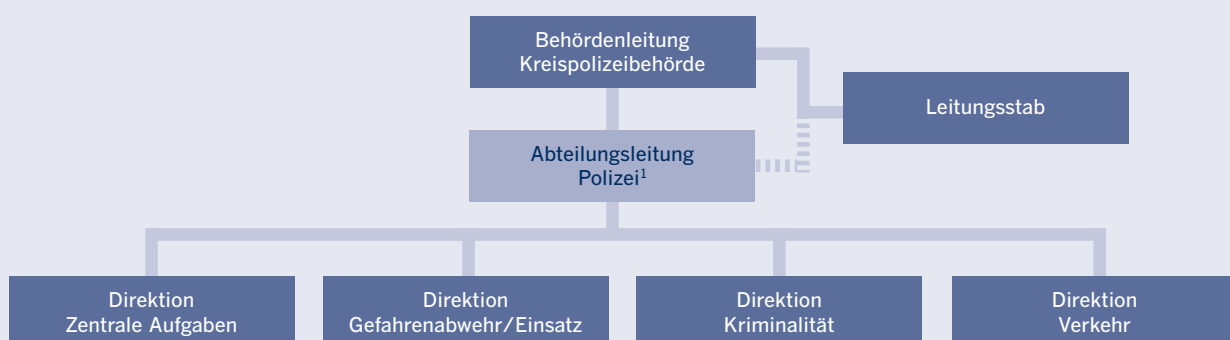 Behördenleitung
Kreispolizeibehörde
Leitungsstab
Abteilungsleitung
Polizei¹
Direktion
Zentrale Aufgaben
Direktion
Gefahrenabwehr/Einsatz
Direktion
Kriminalität
Direktion
Verkehr